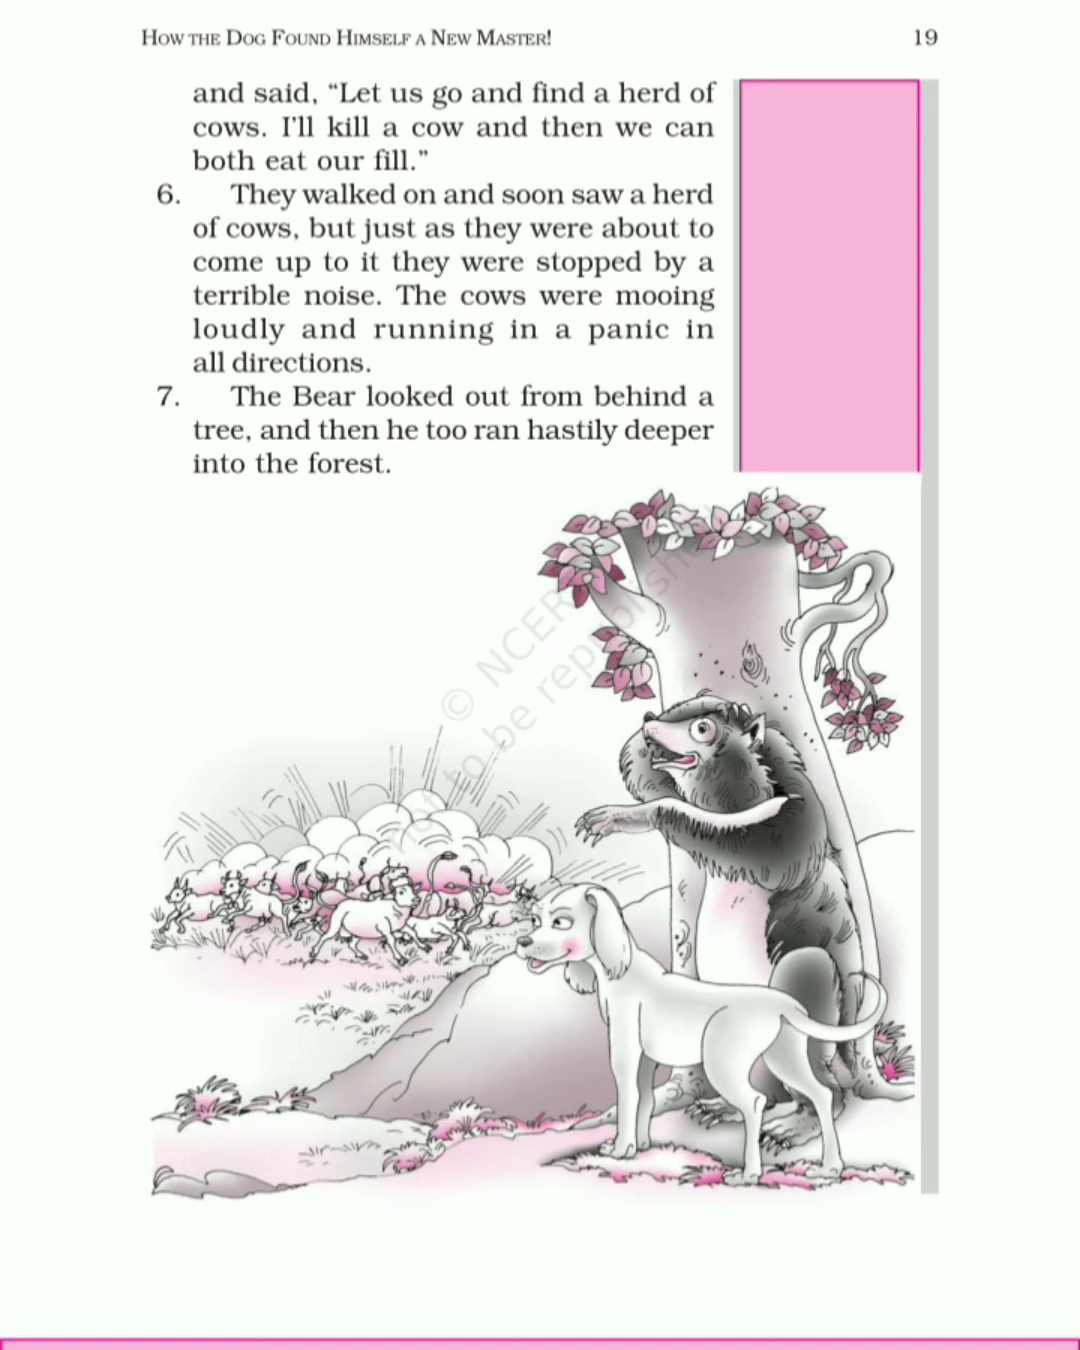 HOW THE DOG FOUND HIMSELF A NEW MASTER! 19
and said, “Let us go and find a herd of
cows. I’ll kill a cow and then we can
both eat our fill.”
6. They walked on and soon saw a herd
of cows, but just as they were about to
come up to it they were stopped by a
terrible noise. The cows were mooing
loudly and running in a panic in
all directions.
7. The Bear looked out from behind a
tree, and then he too ran hastily deeper
into the forest.
© NCER
to be rep